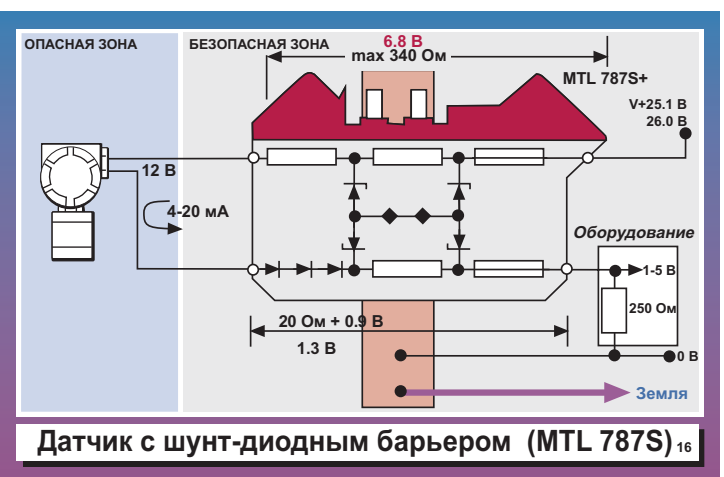 ОПАСНАЯ ЗОНА
БЕЗОПАСНАЯ ЗОНА
6.8 В
max 340 Ом
MTL 787S+
V+25.1 В
26.0 В
12 В
4-20 мА
Оборудование
1-5 В
250 Ом
20 Ом + 0.9 В
1.3 В
0 В
Земля
Датчик с шунт-диодным барьером (MTL 787S) 16